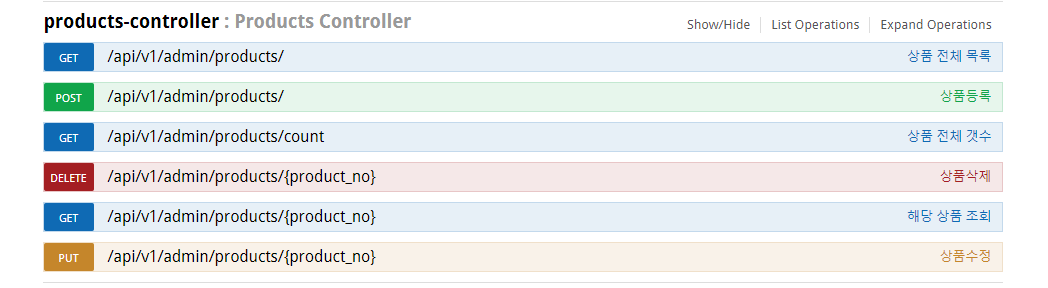 products-controller : Products Controller Show/Hide List Operations Expand Operations
GET /api/v1/admin/products/ 상품 전체 목록
POST /api/v1/admin/products/ 상품등록
GET /api/v1/admin/products/count 상품 전체 갯수
DELETE /api/v1/admin/products/{product_no} 상품삭제
GET /api/v1/admin/products/{product_no} 해당 상품 조회
PUT /api/v1/admin/products/{product_no} 상품수정